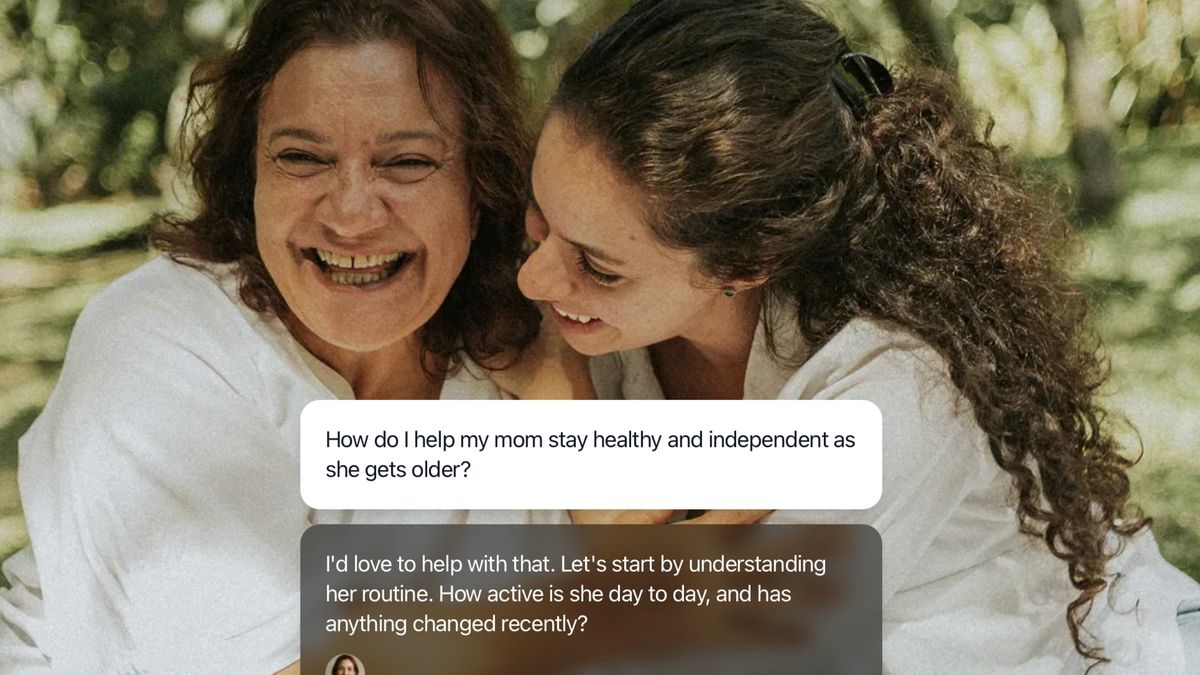 How do I help my mom stay healthy and independent as
she gets older?
I'd love to help with that. Let's start by understanding
her routine. How active is she day to day, and has
anything changed recently?